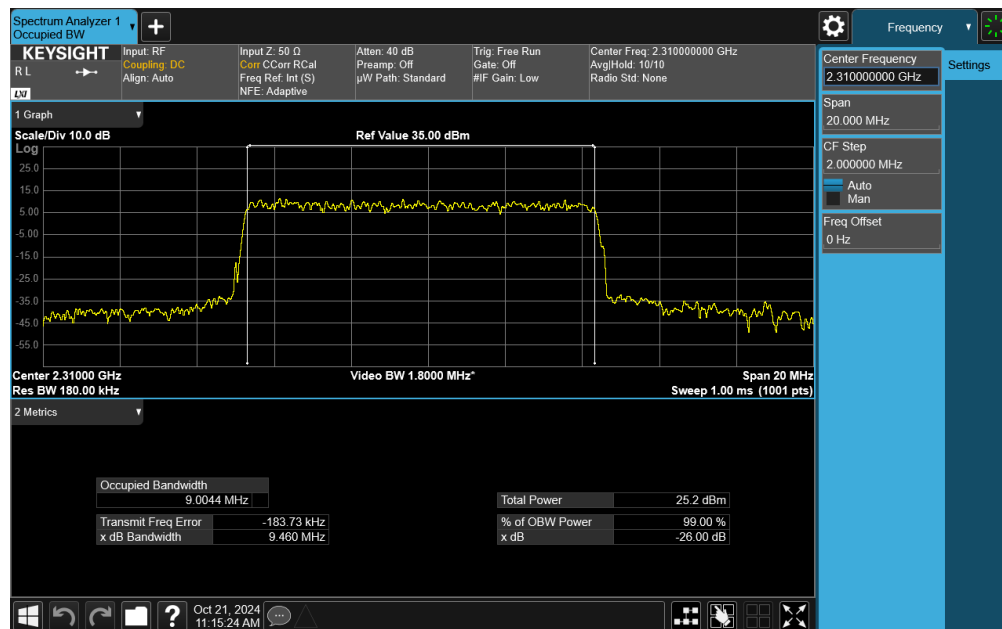 Spectrum Analyzer 1
Occupied BW
Frequency
KEYSIGHT
R L
LXI
Input: RF
Coupling: DC
Align: Auto
Input Z: 50 Ω
Corr CCorr RCal
Freq Ref: Int (S)
NFE: Adaptive
Atten: 40 dB
Preamp: Off
µW Path: Standard
Trig: Free Run
Gate: Off
#IF Gain: Low
Center Freq: 2.310000000 GHz
Avg|Hold: 10/10
Radio Std: None
Center Frequency
2.310000000 GHz
Settings
Span
20.000 MHz
CF Step
2.000000 MHz
Auto
Man
Freq Offset
0 Hz
1 Graph
Scale/Div 10.0 dB
Ref Value 35.00 dBm
Log
25.0
15.0
5.00
-5.00
-15.0
-25.0
-35.0
-45.0
-55.0
Center 2.31000 GHz
Video BW 1.8000 MHz*
Span 20 MHz
Res BW 180.00 kHz
Sweep 1.00 ms (1001 pts)
2 Metrics
Occupied Bandwidth
9.0044 MHz
Total Power 25.2 dBm
Transmit Freq Error -183.73 kHz
% of OBW Power 99.00 %
x dB Bandwidth 9.460 MHz
x dB -26.00 dB
?
Oct 21, 2024
11:15:24 AM